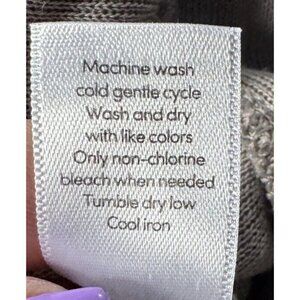 Machine wash
cold gentle cycle
Wash and dry
with like colors
Only non-chlorine
bleach when needed
Tumble dry low
Cool iron